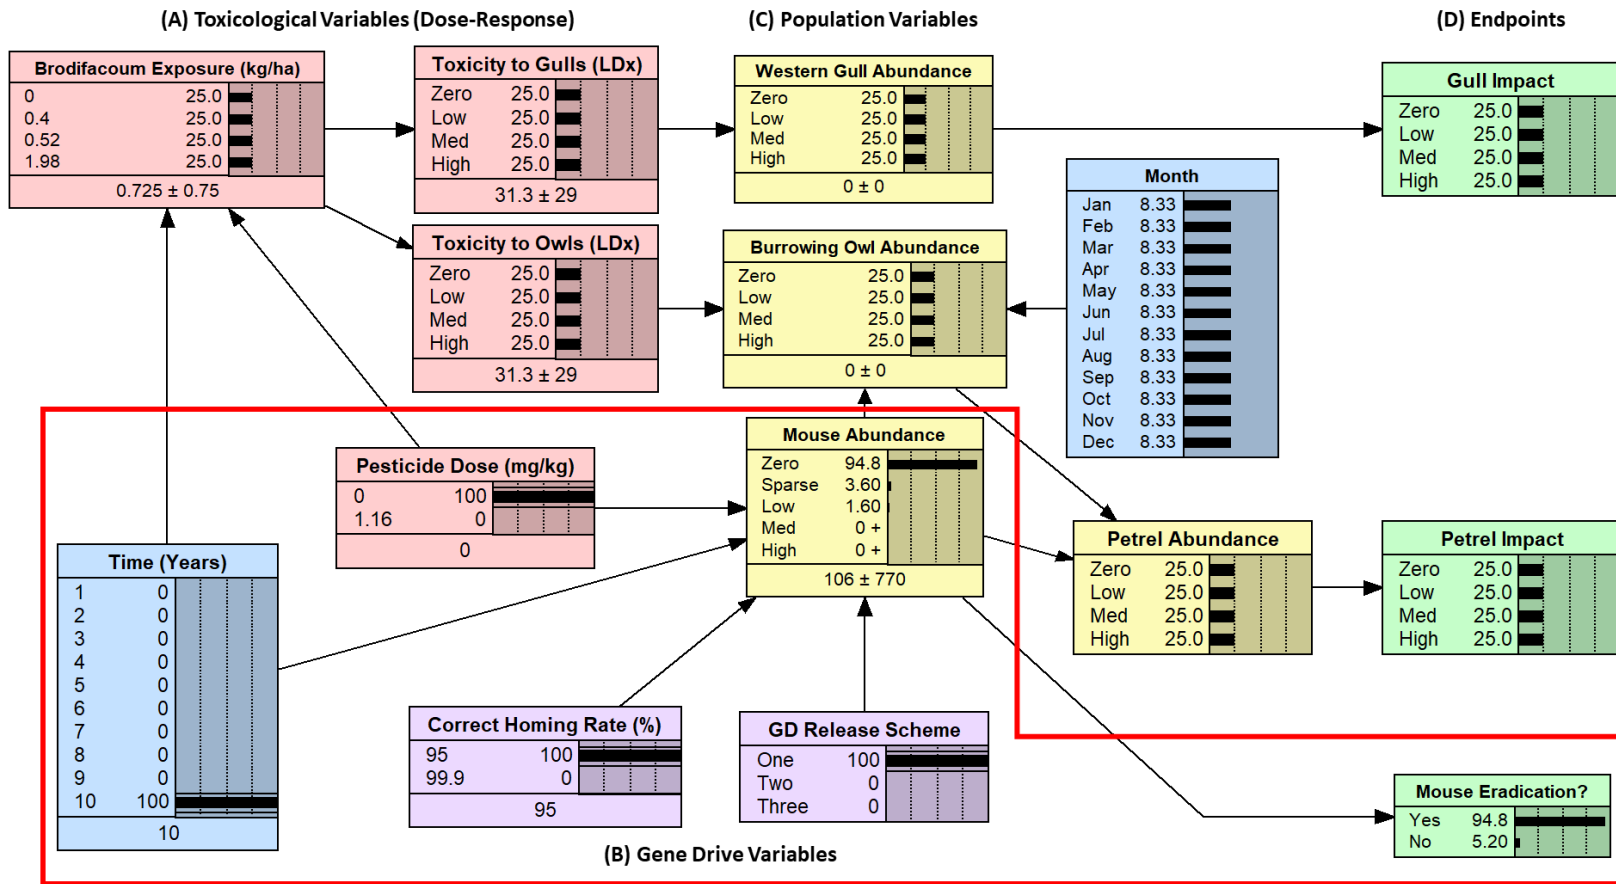 (A) Toxicological Variables (Dose-Response)
(C) Population Variables
(D) Endpoints
Brodifacoum Exposure (kg/ha)
0 25.0
0.4 25.0
0.52 25.0
1.98 25.0
0.725 ± 0.75
Toxicity to Gulls (LDx)
Zero 25.0
Low 25.0
Med 25.0
High 25.0
31.3 ± 29
Western Gull Abundance
Zero 25.0
Low 25.0
Med 25.0
High 25.0
0 ± 0
Gull Impact
Zero 25.0
Low 25.0
Med 25.0
High 25.0
Toxicity to Owls (LDx)
Zero 25.0
Low 25.0
Med 25.0
High 25.0
31.3 ± 29
Burrowing Owl Abundance
Zero 25.0
Low 25.0
Med 25.0
High 25.0
0 ± 0
Month
Jan 8.33
Feb 8.33
Mar 8.33
Apr 8.33
May 8.33
Jun 8.33
Jul 8.33
Aug 8.33
Sep 8.33
Oct 8.33
Nov 8.33
Dec 8.33
Pesticide Dose (mg/kg)
0 100
1.16 0
0
Mouse Abundance
Zero 94.8
Sparse 3.60
Low 1.60
Med 0 +
High 0 +
106 ± 770
Time (Years)
1 0
2 0
3 0
4 0
5 0
6 0
7 0
8 0
9 0
10 100
10
Petrel Abundance
Zero 25.0
Low 25.0
Med 25.0
High 25.0
Petrel Impact
Zero 25.0
Low 25.0
Med 25.0
High 25.0
Correct Homing Rate (%)
95 100
99.9 0
95
GD Release Scheme
One 100
Two 0
Three 0
Mouse Eradication?
Yes 94.8
No 5.20
(B) Gene Drive Variables